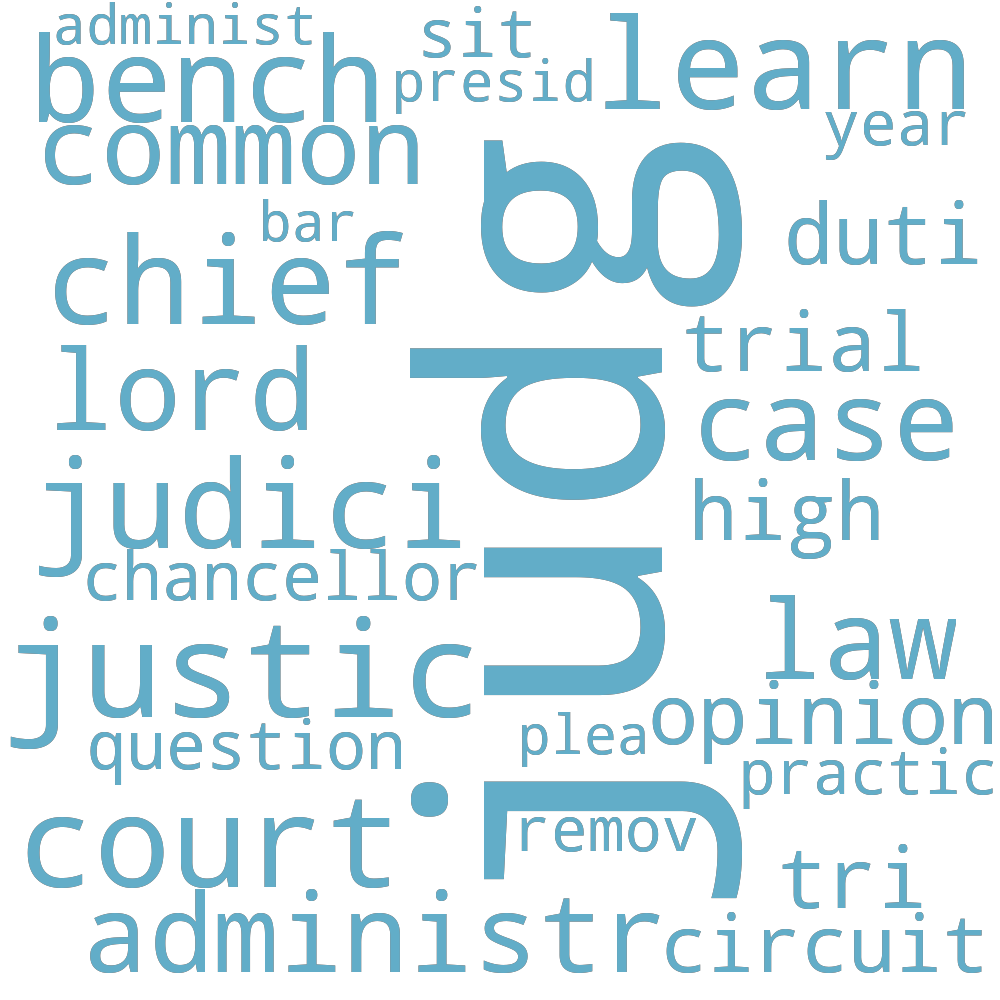 administ
sit
learn
bench
presid
year
common
bar
duti
chief
trial
lord
case
judici
high
chancellor
judg
justic
law
opinion
plea
question
practic
court
remov
tri
administr
circuit